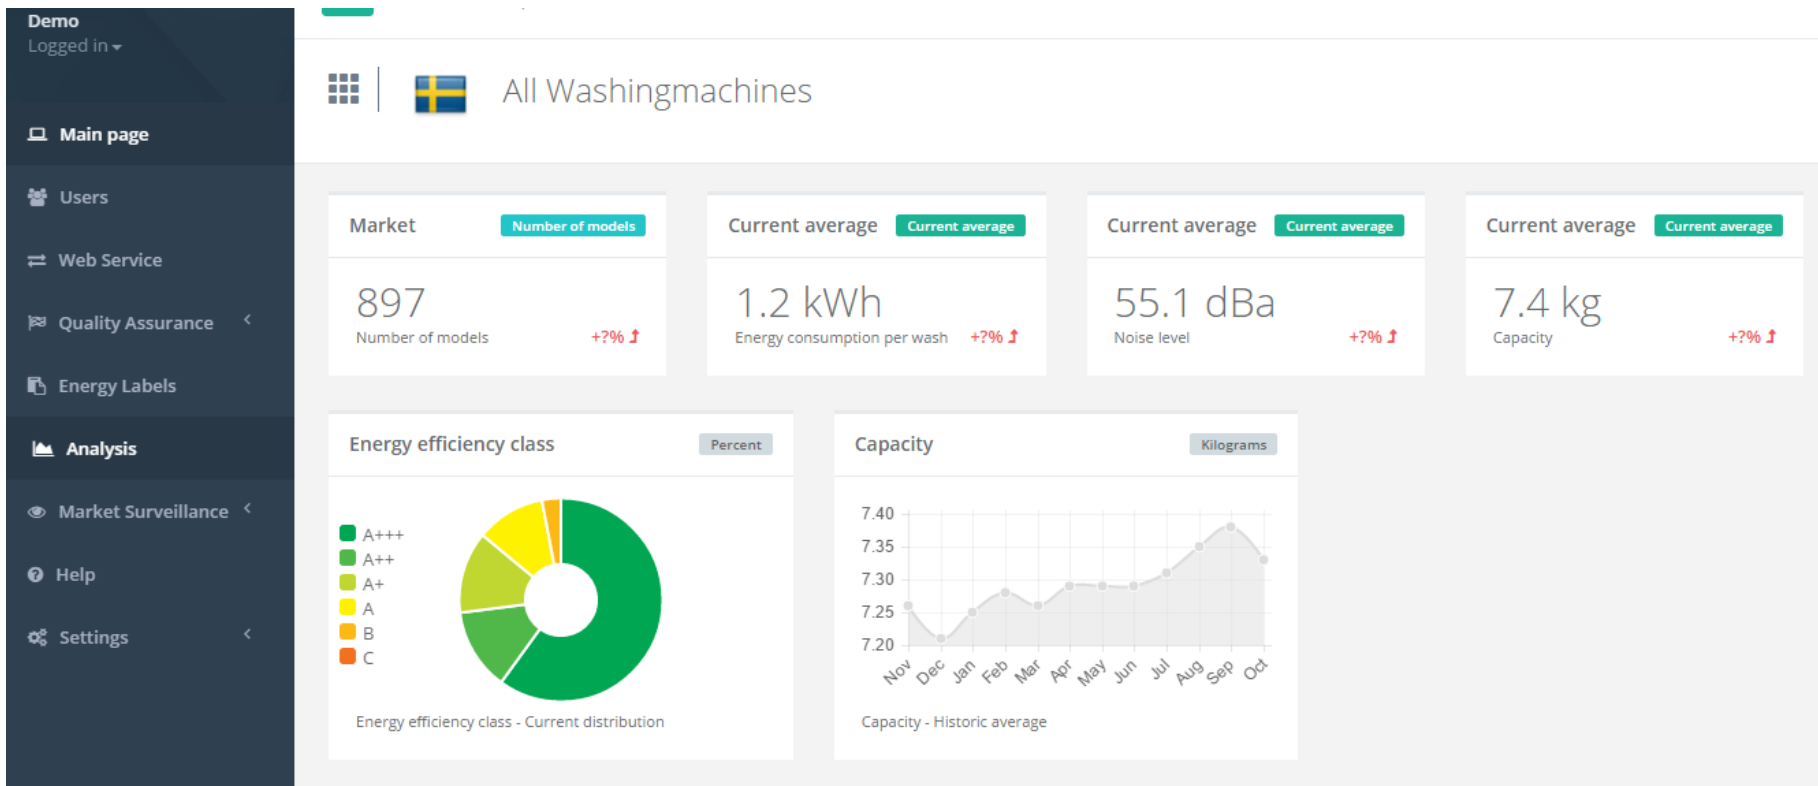 Demo
Logged in
Main page
Users
Web Service
Quality Assurance
Energy Labels
Analysis
Market Surveillance
Help
Settings
All Washingmachines
Market Number of models
897
Number of models +?%
Current average Current average
1.2 kWh
Energy consumption per wash +?%
Current average Current average
55.1 dBa
Noise level +?%
Current average Current average
7.4 kg
Capacity +?%
Energy efficiency class Percent
A+++
A++
A+
A
B
C
Energy efficiency class - Current distribution
Capacity Kilograms
7.40
7.35
7.30
7.25
7.20
Nov Dec Jan Feb Mar Apr May Jun Jul Aug Sep Oct
Capacity - Historic average